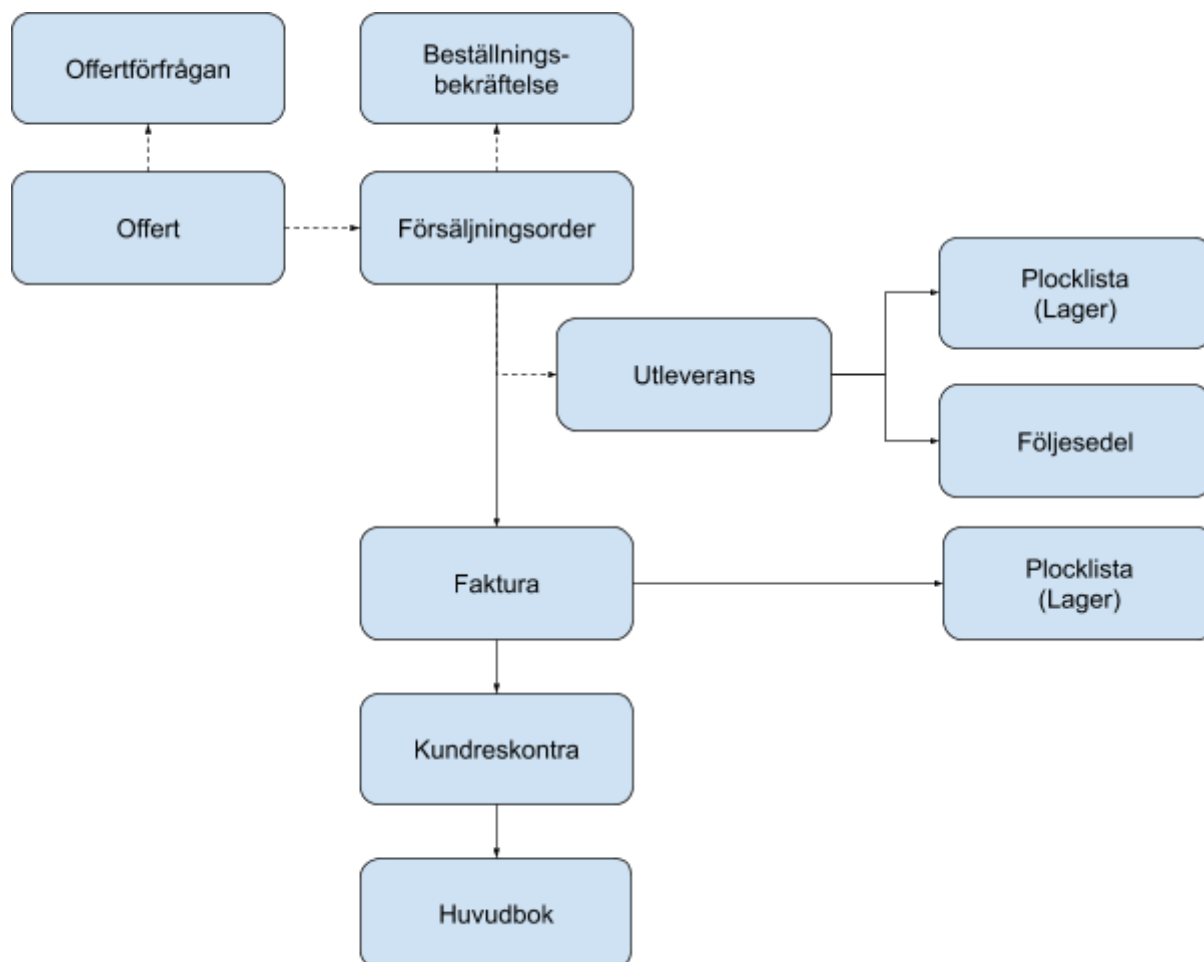 Offertförfrågan
Beställnings-
bekräftelse
Offert
Försäljningsorder
Plocklista
(Lager)
Utleverans
Följesedel
Faktura
Plocklista
(Lager)
Kundreskontra
Huvudbok